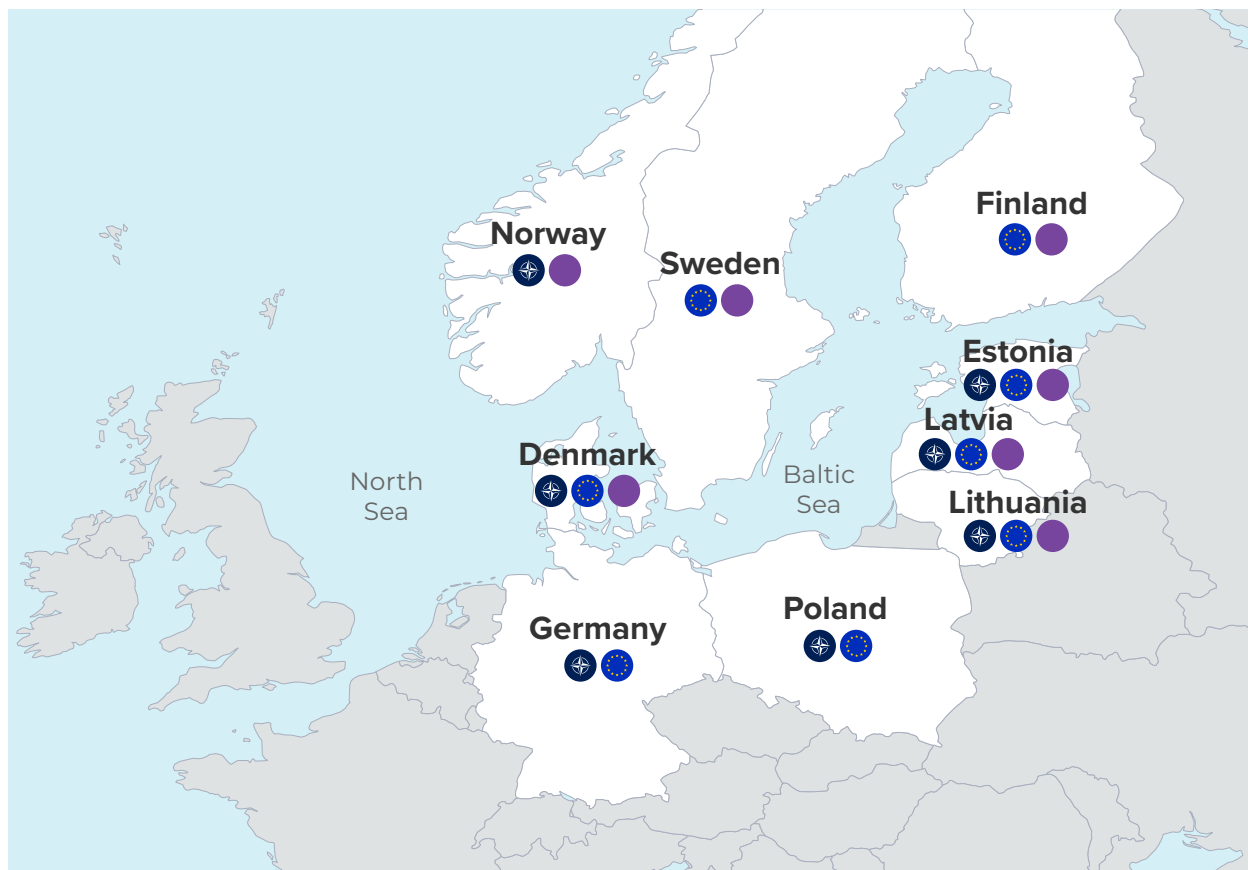 Finland
Norway
Sweden
Estonia
Latvia
Denmark
North
Sea
Baltic
Sea
Lithuania
Poland
Germany